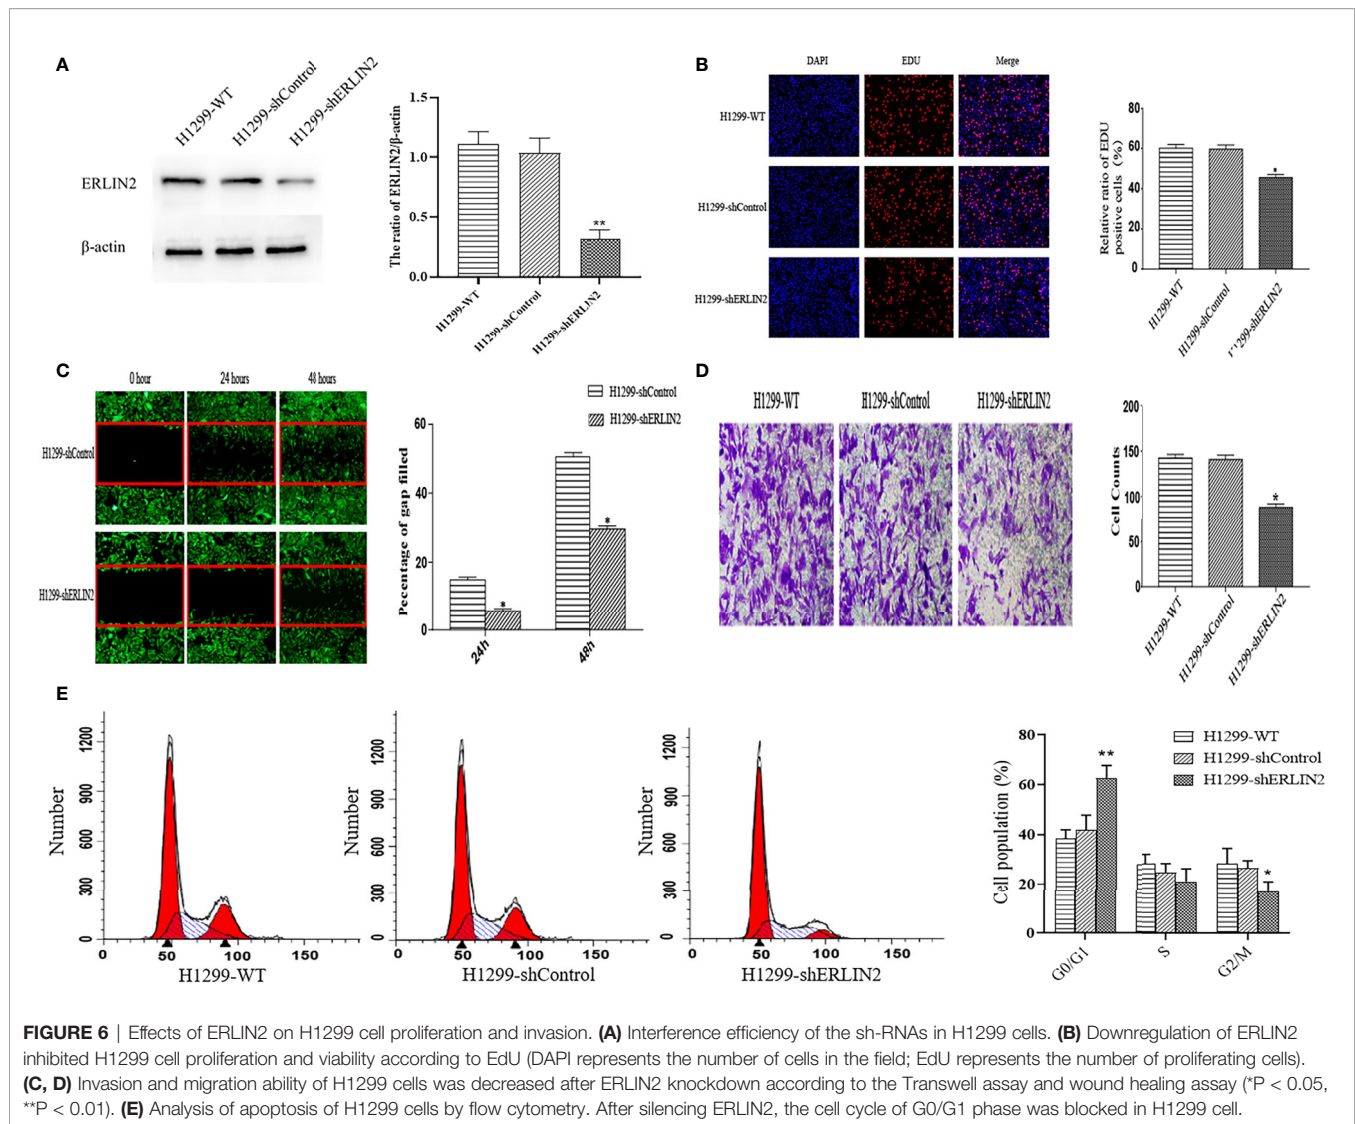 A
H1299-WT
H1299-shControl
H1299-shERLIN2
ERLIN2
β-actin
The ratio of ERLIN2/β-actin
1.5
1.0
0.5
0.0
**
H1299-WT
H1299-shControl
H1299-shERLIN2
B
DAPI EDU Merge
H1299-WT
H1299-shControl
H1299-shERLIN2
Relative ratio of EDU
positive cells (%)
80
60
40
20
0
*
H1299-WT
H1299-shControl
H1299-shERLIN2
C
0 hour 24 hours 48 hours
H1299-shControl
H1299-shERLIN2
H1299-shControl
H1299-shERLIN2
Pecentage of gap filled
60
40
20
0
*
*
24h
48h
D
H1299-WT H1299-shControl H1299-shERLIN2
Cell Counts
200
150
100
50
0
*
H1299-WT
H1299-shControl
H1299-shERLIN2
E
Number
1200
900
600
300
0
0 50 100 150
H1299-WT
Number
1200
900
600
300
0
0 50 100 150
H1299-shControl
Number
1200
900
600
300
0
0 50 100 150
H1299-shERLIN2
Cell population (%)
80
60
40
20
0
**
*
H1299-WT
H1299-shControl
H1299-shERLIN2
G0/G1
S
G2/M
FIGURE 6 | Effects of ERLIN2 on H1299 cell proliferation and invasion. (A) Interference efficiency of the sh-RNAs in H1299 cells. (B) Downregulation of ERLIN2
inhibited H1299 cell proliferation and viability according to EdU (DAPI represents the number of cells in the field; EdU represents the number of proliferating cells).
(C, D) Invasion and migration ability of H1299 cells was decreased after ERLIN2 knockdown according to the Transwell assay and wound healing assay (*P < 0.05,
**P < 0.01). (E) Analysis of apoptosis of H1299 cells by flow cytometry. After silencing ERLIN2, the cell cycle of G0/G1 phase was blocked in H1299 cell.